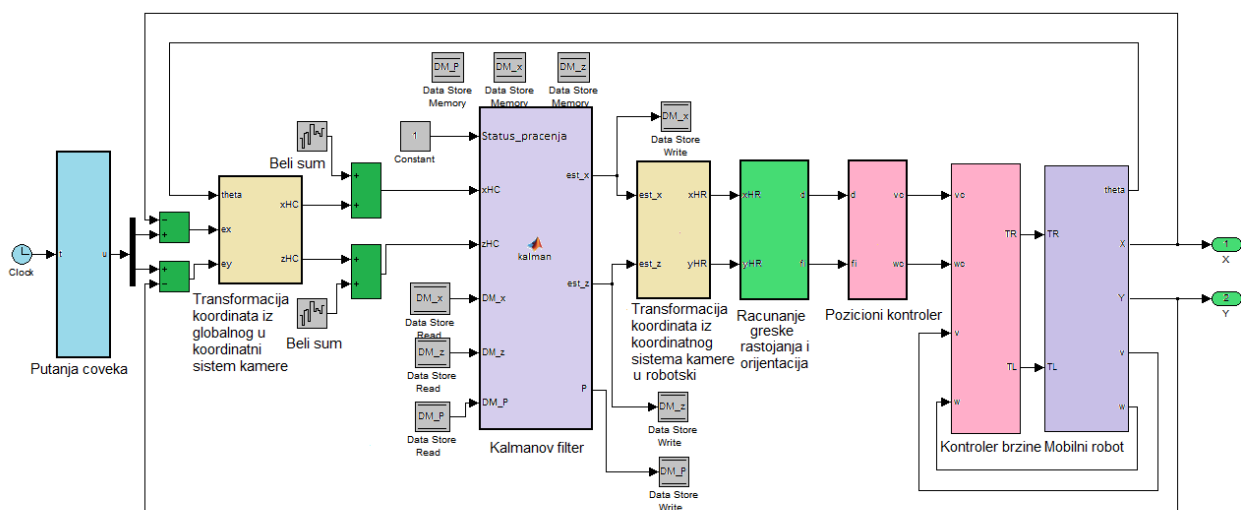 Clock
t
u
Putanja coveka
theta
ex
ey
xHC
zHC
Transformacija
koordinata iz
globalnog u
koordinatni
sistem kamere
Beli sum
Beli sum
1
Constant
DM_P
Data Store
Memory
DM_x
Data Store
Memory
DM_z
Data Store
Memory
DM_x
Data Store
Read
DM_z
Data Store
Read
DM_P
Data Store
Read
Status_pracenja
xHC
zHC
DM_x
DM_z
DM_P
kalman
est_x
est_z
P
Kalmanov filter
DM_x
Data Store
Write
DM_z
Data Store
Write
DM_P
Data Store
Write
est_x
est_z
xHR
yHR
Transformacija
koordinata iz
koordinatnog
sistema kamere
u robotski
xHR
yHR
d
fi
Racunanje
greske
rastojanja i
orjentacija
d
fi
vc
wc
Pozicioni kontroler
vc
wc
v
w
TR
TL
Kontroler brzine
TR
TL
theta
X
Y
v
w
Mobilni robot
1
X
2
Y